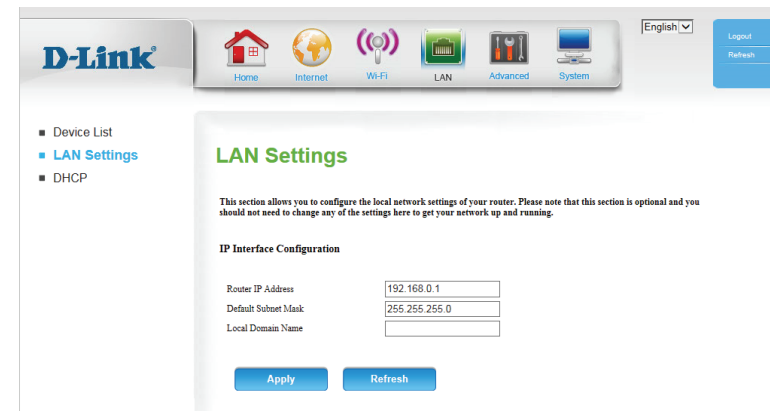 D-Link
Home
Internet
Wi-Fi
LAN
Advanced
System
English
Logout
Refresh
Device List
LAN Settings
DHCP
LAN Settings
This section allows you to configure the local network settings of your router. Please note that this section is optional and you
should not need to change any of the settings here to get your network up and running.
IP Interface Configuration
Router IP Address 192.168.0.1
Default Subnet Mask 255.255.255.0
Local Domain Name
Apply Refresh